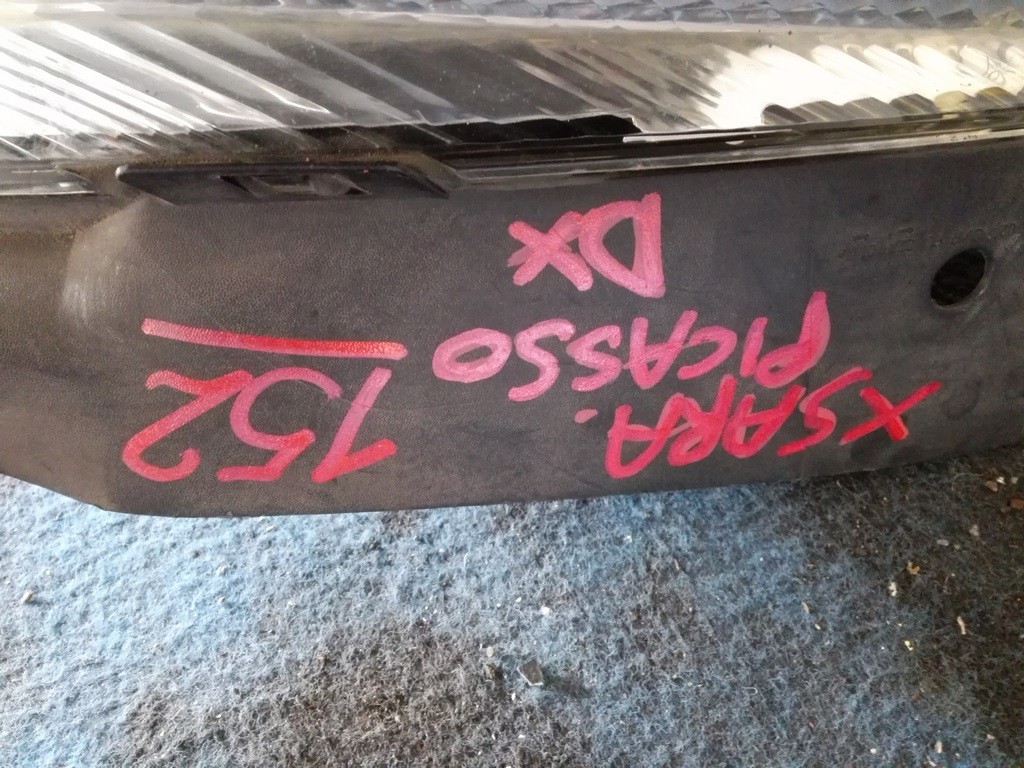 XSARA.
PICASSO
DX
152